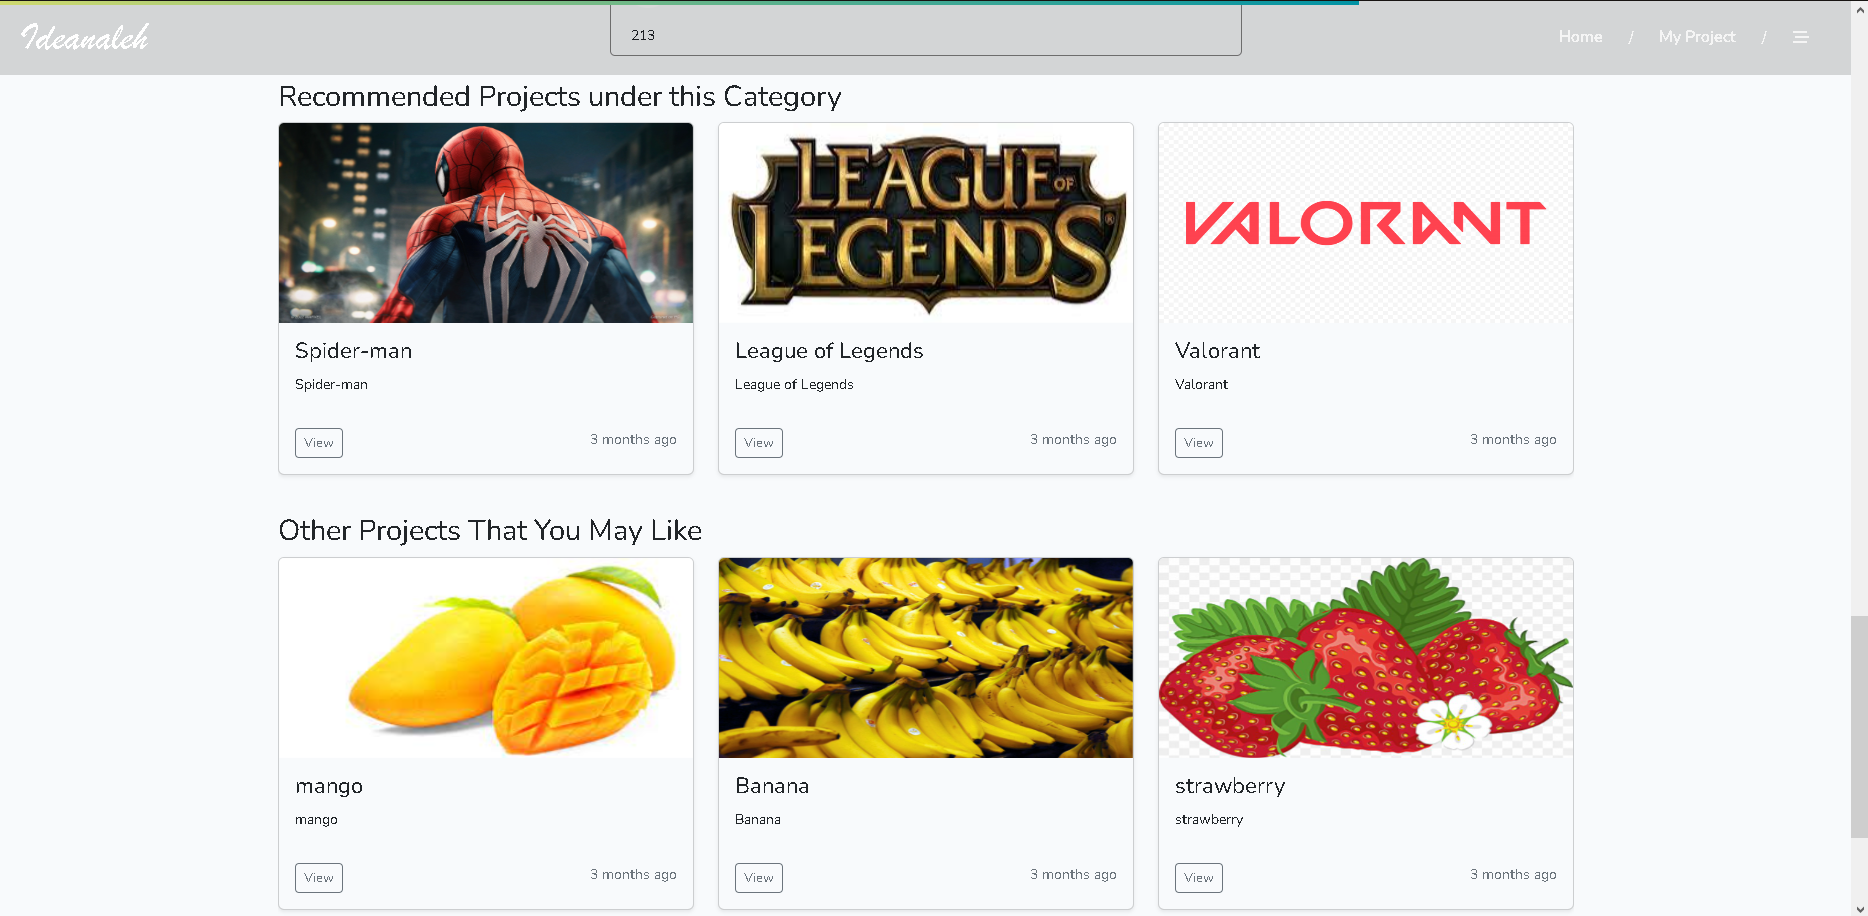 Ideanaleh
213
Home / My Project /
Recommended Projects under this Category
LEAGUE OF LEGENDS®
VALORANT
Spider-man
Spider-man
View
3 months ago
League of Legends
League of Legends
View
3 months ago
Valorant
Valorant
View
3 months ago
Other Projects That You May Like
mango
mango
View
3 months ago
Banana
Banana
View
3 months ago
strawberry
strawberry
View
3 months ago